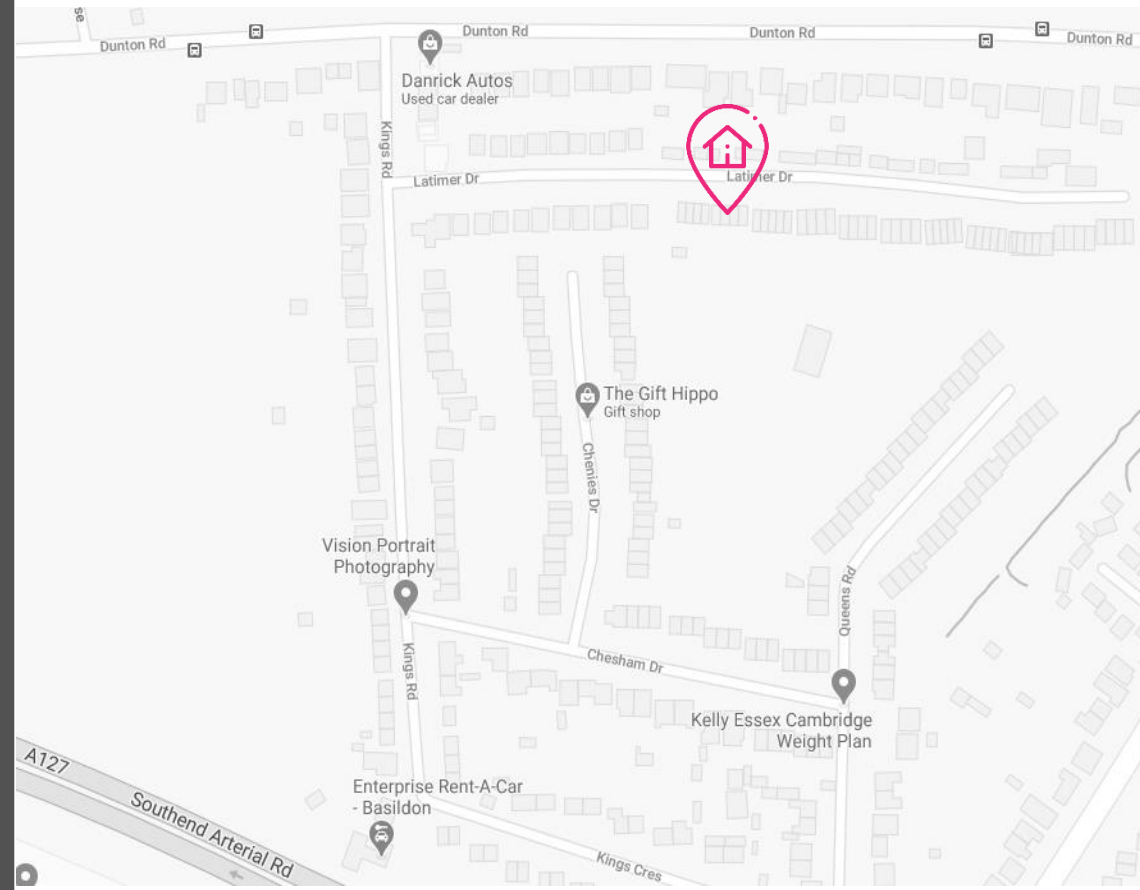 se
Dunton Rd
Dunton Rd
Dunton Rd
Dunton Rd
Danrick Autos
Used car dealer
Kings Rd
Latimer Dr
Latimer Dr
The Gift Hippo
Gift shop
Chenies Dr
Vision Portrait
Photography
Queens Rd
Kings Rd
Chesham Dr
Kelly Essex Cambridge
Weight Plan
A127
Southend Arterial Rd
Enterprise Rent-A-Car
- Basildon
Kings Cres